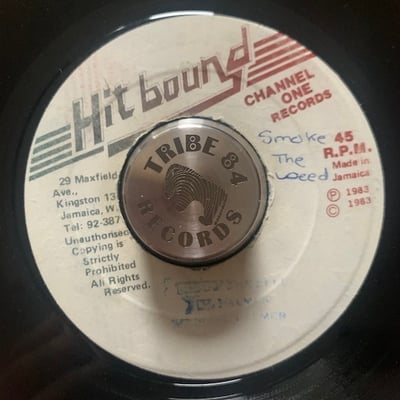 Hit bound
CHANNEL
ONE
RECORDS
Smoke
The
weed
45
R.P.M.
Made in
Jamaica
℗ 1983
© 1983
29 Maxfield
Ave.,
Kingston 13
Jamaica, W.
Tel: 92-387
Unauthorised
Copying is
Strictly
Prohibited
All Rights
Reserved.
TRIBE 84
RECORDS